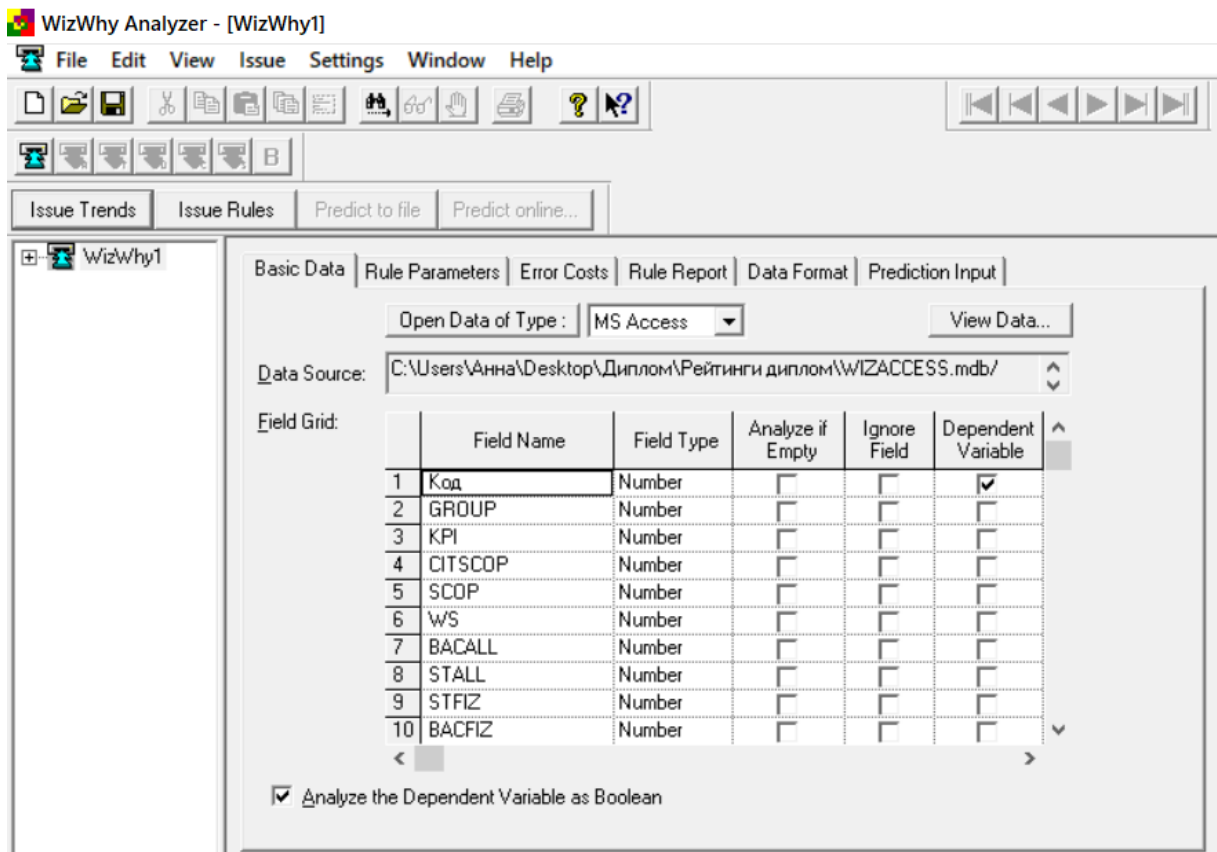 WizWhy Analyzer - [WizWhy1]
File Edit View Issue Settings Window Help
B
Issue Trends Issue Rules Predict to file Predict online...
WizWhy1
Basic Data Rule Parameters Error Costs Rule Report Data Format Prediction Input
Open Data of Type : MS Access View Data...
Data Source: C:\Users\Анна\Desktop\Диплом\Рейтинги диплом\WIZACCESS.mdb/
Field Grid:
Field Name Field Type Analyze if Empty Ignore Field Dependent Variable
1 Код Number
2 GROUP Number
3 KPI Number
4 CITSCOP Number
5 SCOP Number
6 WS Number
7 BACALL Number
8 STALL Number
9 STFIZ Number
10 BACFIZ Number
Analyze the Dependent Variable as Boolean